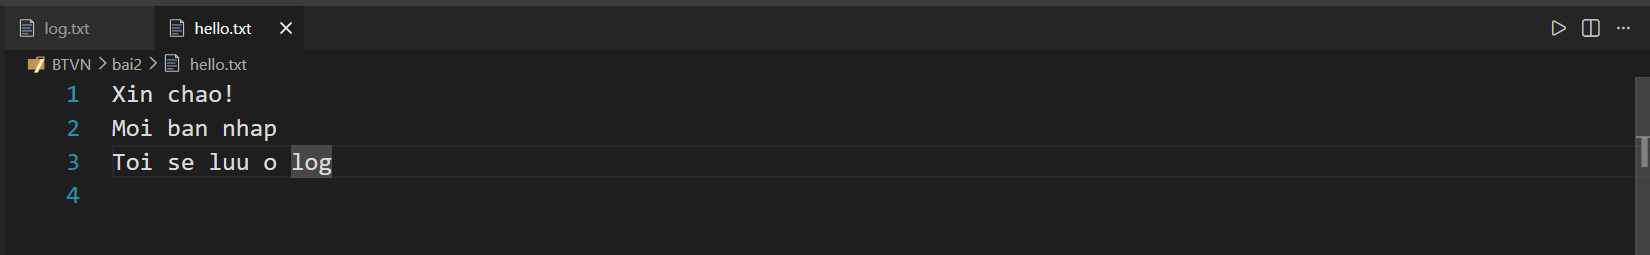 log.txt
hello.txt
BTVN > bai2 > hello.txt
1 Xin chao!
2 Moi ban nhap
3 Toi se luu o log
4